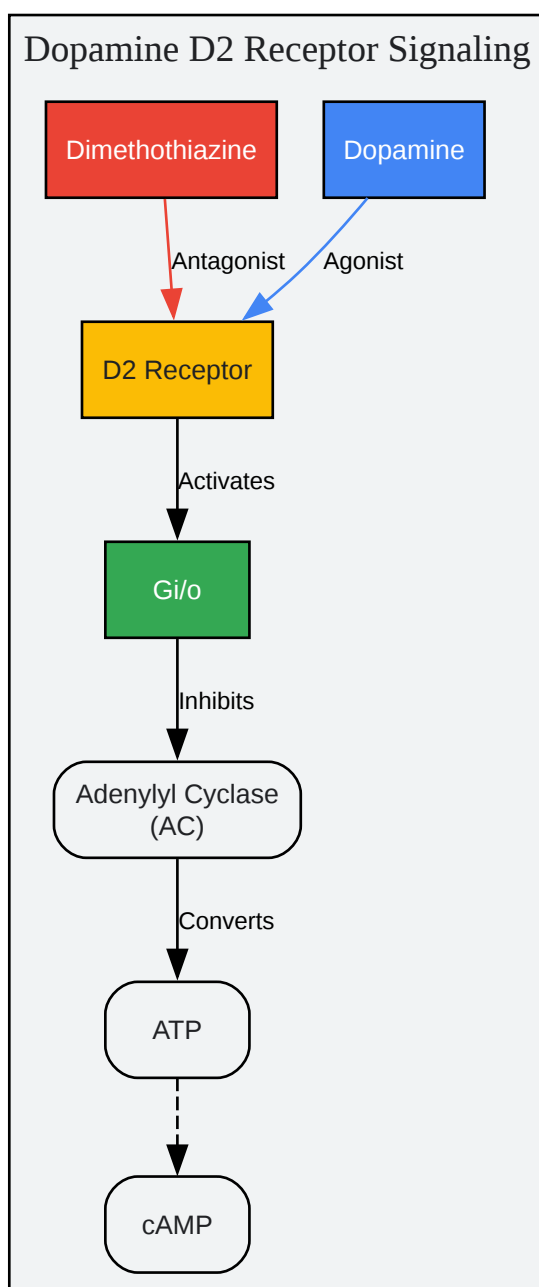 Dopamine D2 Receptor Signaling
Dimethothiazine
Dopamine
Antagonist
Agonist
D2 Receptor
Activates
Gi/o
Inhibits
Adenylyl Cyclase
(AC)
Converts
ATP
cAMP